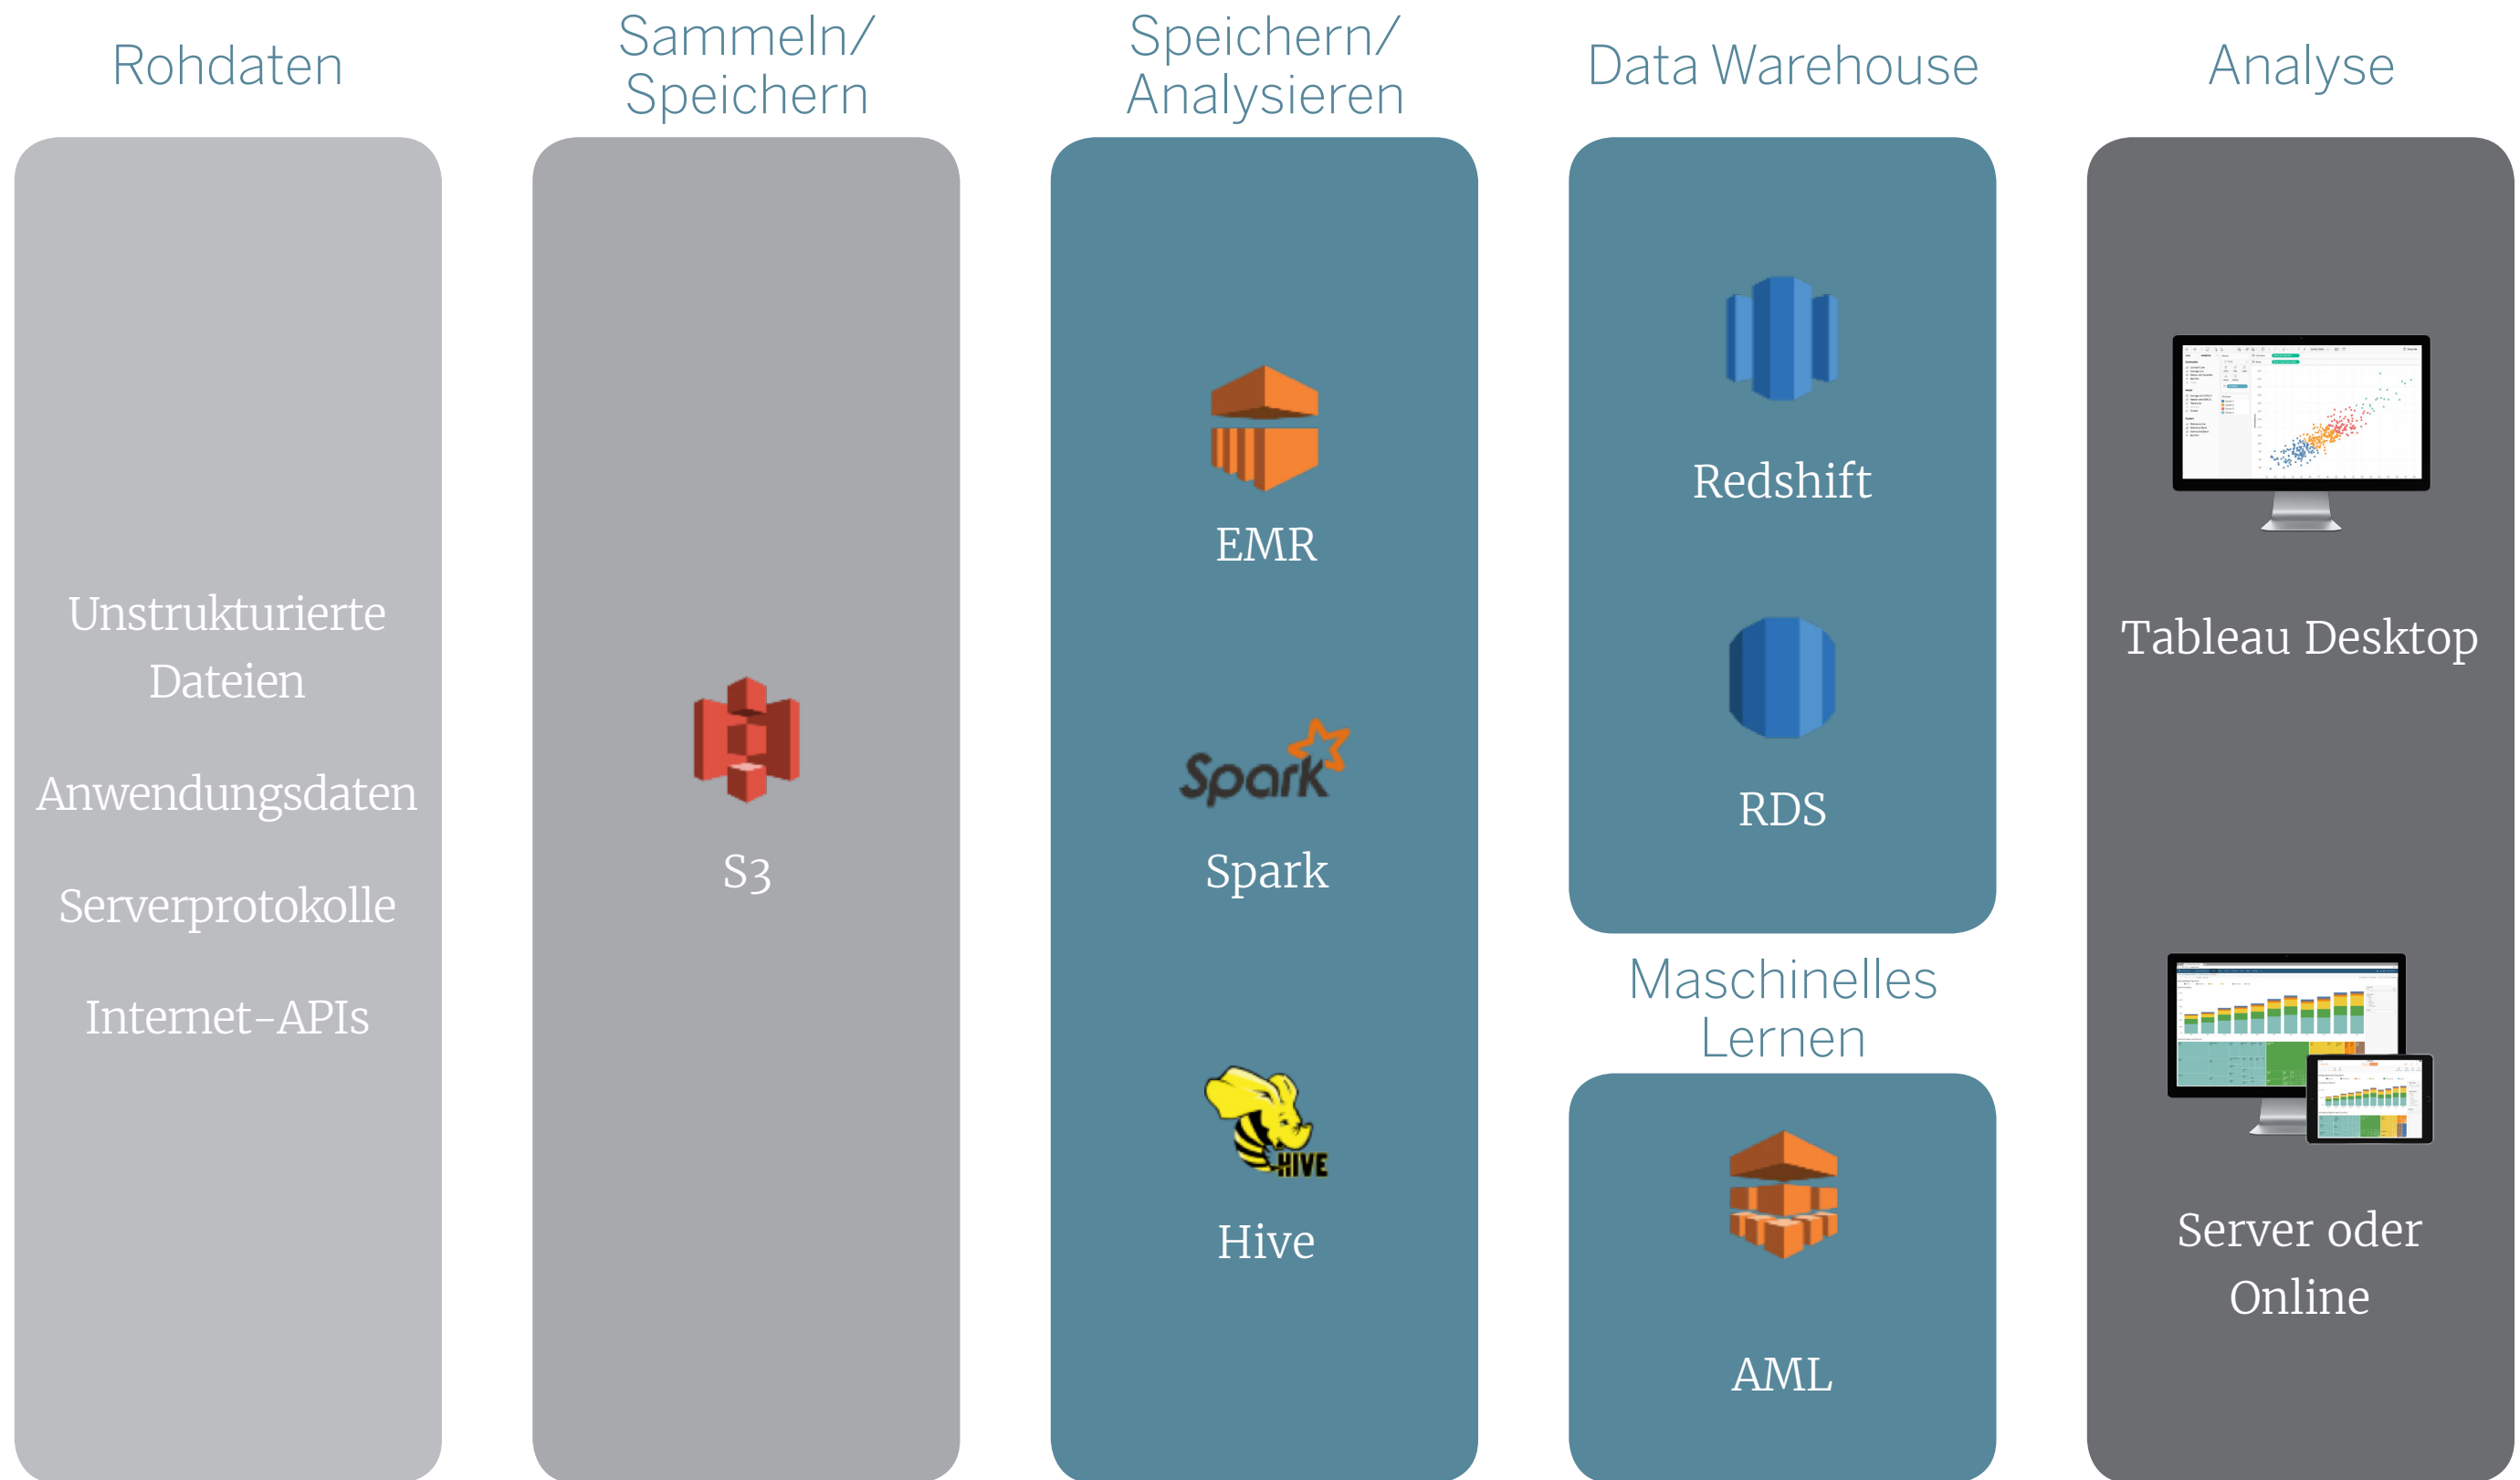 Rohdaten
Unstrukturierte
Dateien
Anwendungsdaten
Serverprotokolle
Internet-APIs
Sammeln/
Speichern
S3
Speichern/
Analysieren
EMR
Spark
Spark
HIVE
Hive
Data Warehouse
Redshift
RDS
Maschinelles
Lernen
AML
Analyse
Tableau Desktop
Server oder
Online